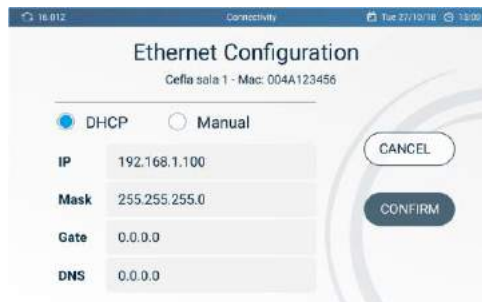 16.012 Connectivity Tue 27/10/18 13:00
Ethernet Configuration
Cefla sala 1 - Mac: 004A123456
DHCP Manual
IP 192.168.1.100
CANCEL
Mask 255.255.255.0
CONFIRM
Gate 0.0.0.0
DNS 0.0.0.0